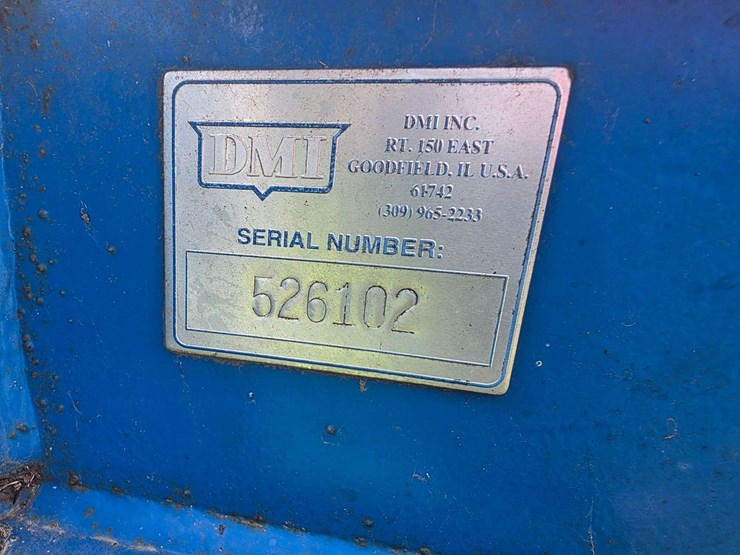 DMI
DMI INC.
RT. 150 EAST
GOODFIELD, IL U.S.A.
61742
(309) 965-2233
SERIAL NUMBER:
526102